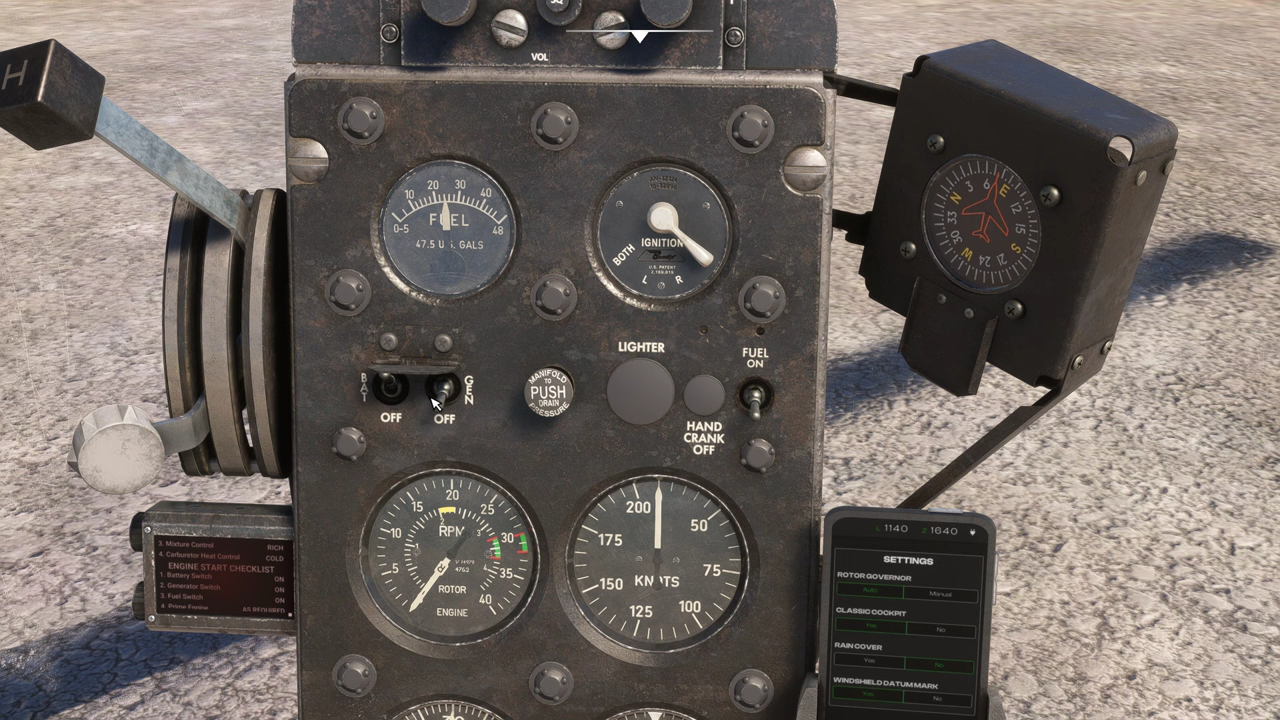 H
VOL
10 20 30 40
0-5 48
FUEL
47.5 U.S. GALS
BOTH
IGNITION
U.S. PATENT
L R
N 3 6 E 12 15 S 21 24 W 30 33
BAT
GEN
OFF
OFF
MANIFOLD
TO
PUSH
DRAIN
PRESSURE
LIGHTER
HAND
CRANK
OFF
FUEL
ON
5 10 15 20 25 30 35 40
RPM
ROTOR
ENGINE
200 50 75 100 125 150 175
KNOTS
3. Mixture Control RICH
4. Carburetor Heat Control COLD
ENGINE START CHECKLIST
1. Battery Switch ON
2. Generator Switch ON
3. Fuel Switch ON
4. Prime Engine AS REQUIRED
L 1140 Z 1640
SETTINGS
ROTOR GOVERNOR
Auto Manual
CLASSIC COCKPIT
Yes No
RAIN COVER
Yes No
WINDSHIELD DATUM MARK
Yes No